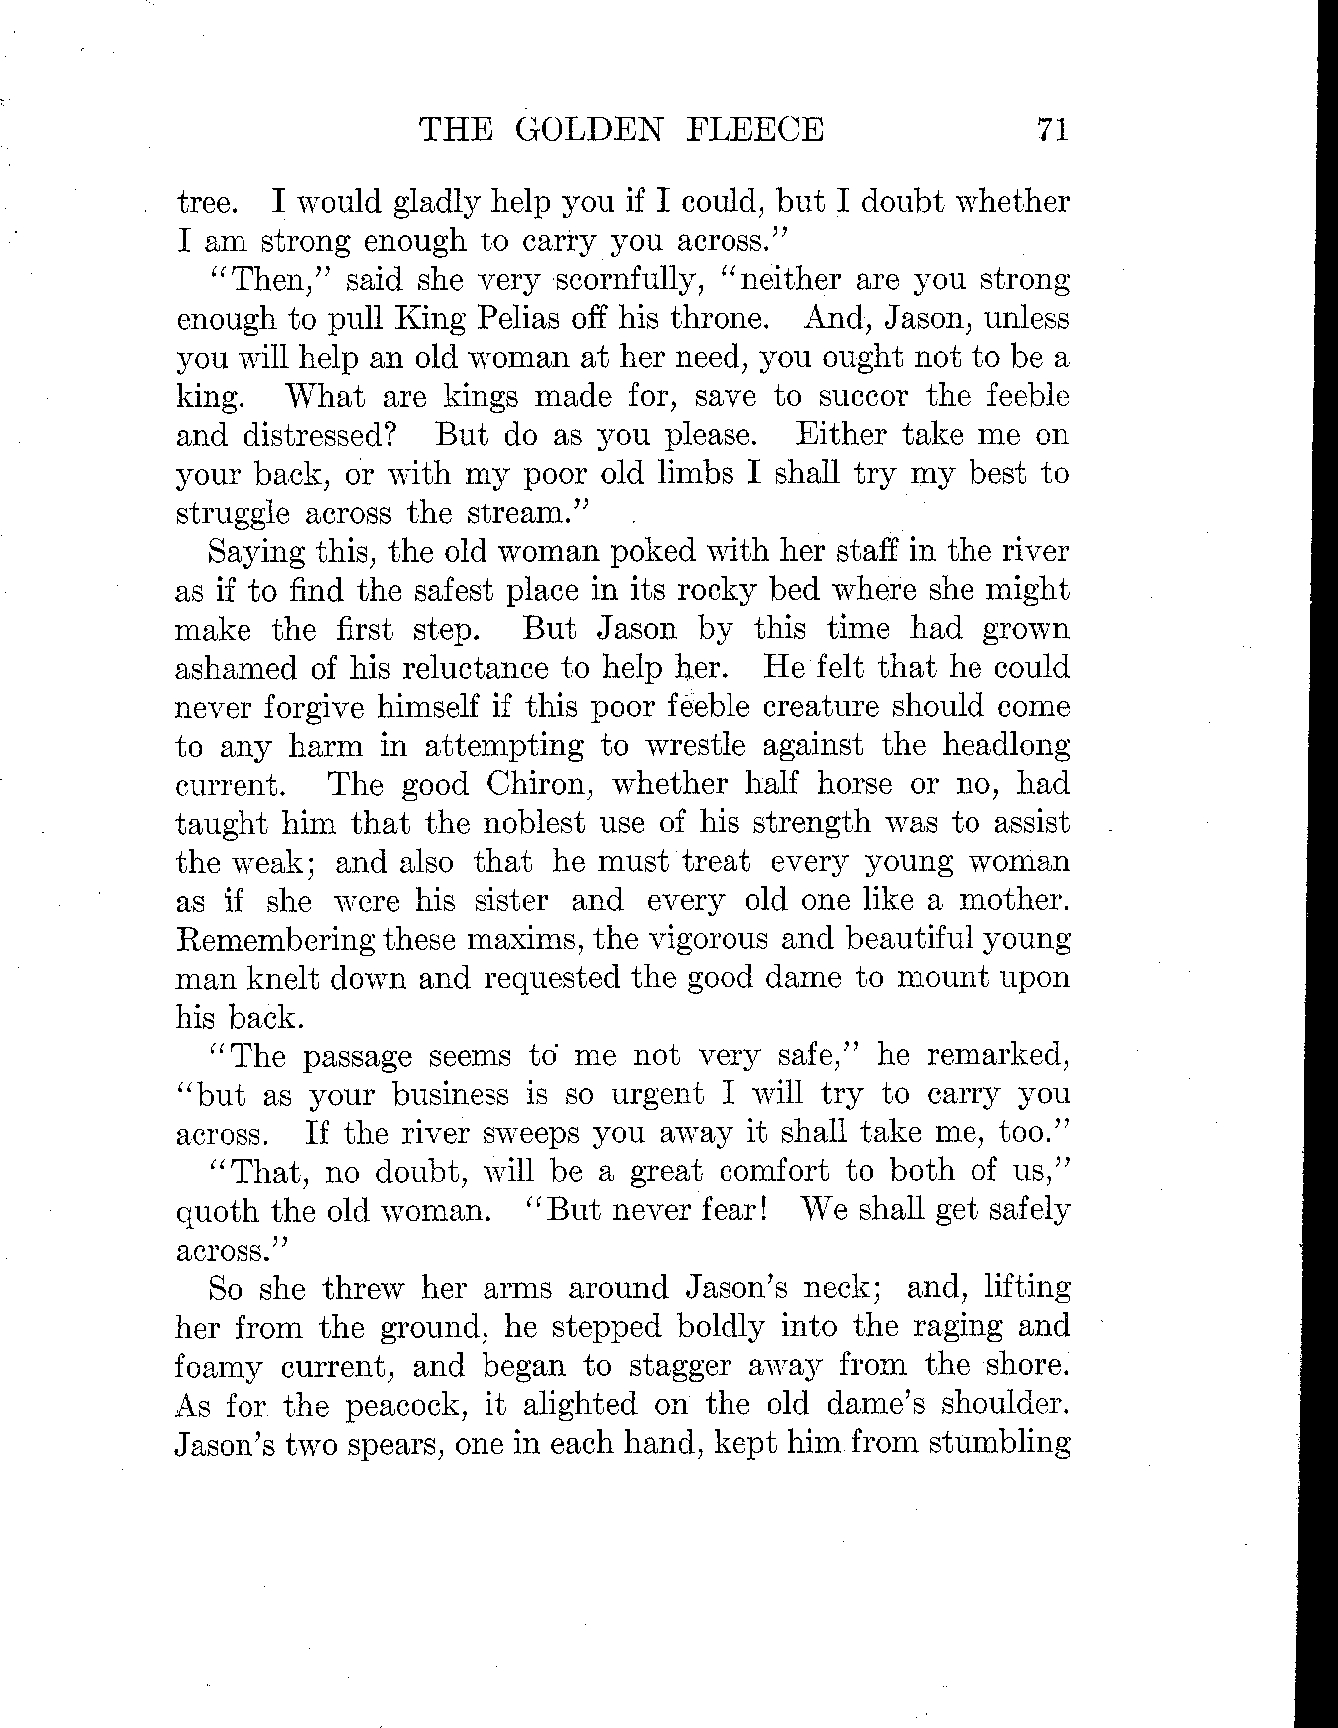 THE GOLDEN FLEECE 71
tree. I would gladly help you if I could, but I doubt whether
I am strong enough to carry you across."
"Then," said she very scornfully, "neither are you strong
enough to pull King Pelias off his throne. And, Jason, unless
you will help an old woman at her need, you ought not to be a
king. What are kings made for, save to succor the feeble
and distressed? But do as you please. Either take me on
your back, or with my poor old limbs I shall try my best to
struggle across the stream."
Saying this, the old woman poked with her staff in the river
as if to find the safest place in its rocky bed where she might
make the first step. But Jason by this time had grown
ashamed of his reluctance to help her. He felt that he could
never forgive himself if this poor feeble creature should come
to any harm in attempting to wrestle against the headlong
current. The good Chiron, whether half horse or no, had
taught him that the noblest use of his strength was to assist
the weak; and also that he must treat every young woman
as if she were his sister and every old one like a mother.
Remembering these maxims, the vigorous and beautiful young
man knelt down and requested the good dame to mount upon
his back.
"The passage seems to me not very safe," he remarked,
"but as your business is so urgent I will try to carry you
across. If the river sweeps you away it shall take me, too."
"That, no doubt, will be a great comfort to both of us,"
quoth the old woman. "But never fear! We shall get safely
across."
So she threw her arms around Jason's neck; and, lifting
her from the ground, he stepped boldly into the raging and
foamy current, and began to stagger away from the shore.
As for the peacock, it alighted on the old dame's shoulder.
Jason's two spears, one in each hand, kept him from stumbling